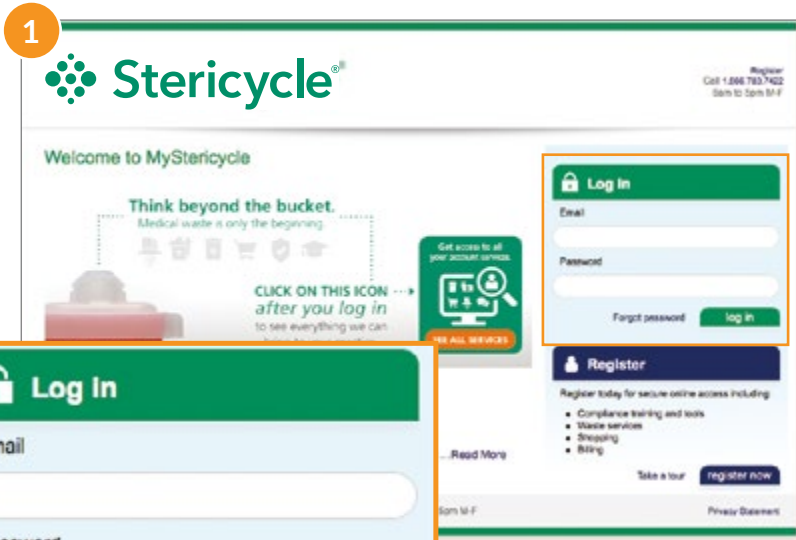 1
Stericycle®
Register
Call 1.866.783.7422
8am to 5pm M-F
Welcome to MyStericycle
Think beyond the bucket.
Medical waste is only the beginning.
CLICK ON THIS ICON
after you log in
to see everything we can
Get access to all
your account services.
SEE ALL SERVICES
...Read More
Log In
Email
Password
Forgot password
log in
Register
Register today for secure online access including
Compliance training and tools
Waste services
Shopping
Billing
Take a tour
register now
5pm M-F
Privacy Statement
Log In
mail